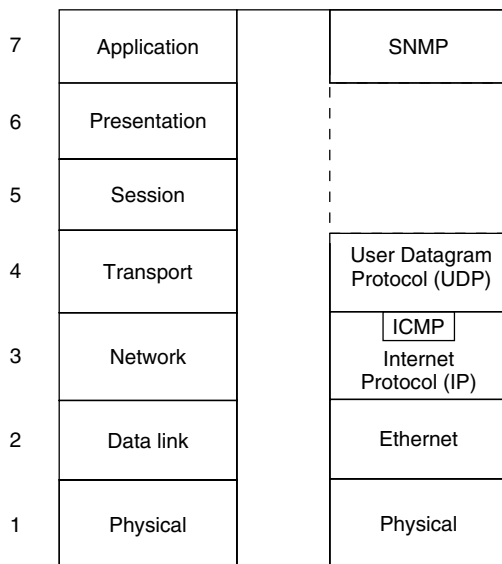 7 Application SNMP
6 Presentation
5 Session
4 Transport User Datagram
Protocol (UDP)
ICMP
3 Network Internet
Protocol (IP)
2 Data link Ethernet
1 Physical Physical